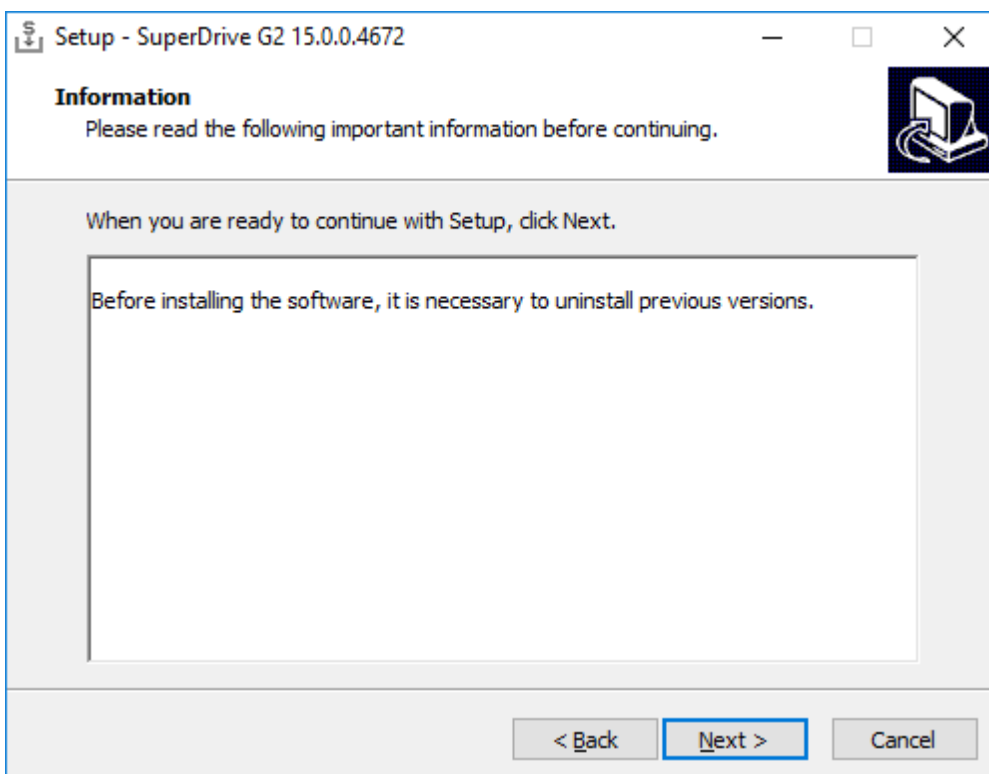 Setup - SuperDrive G2 15.0.0.4672
Information
Please read the following important information before continuing.
When you are ready to continue with Setup, click Next.
Before installing the software, it is necessary to uninstall previous versions.
< Back
Next >
Cancel